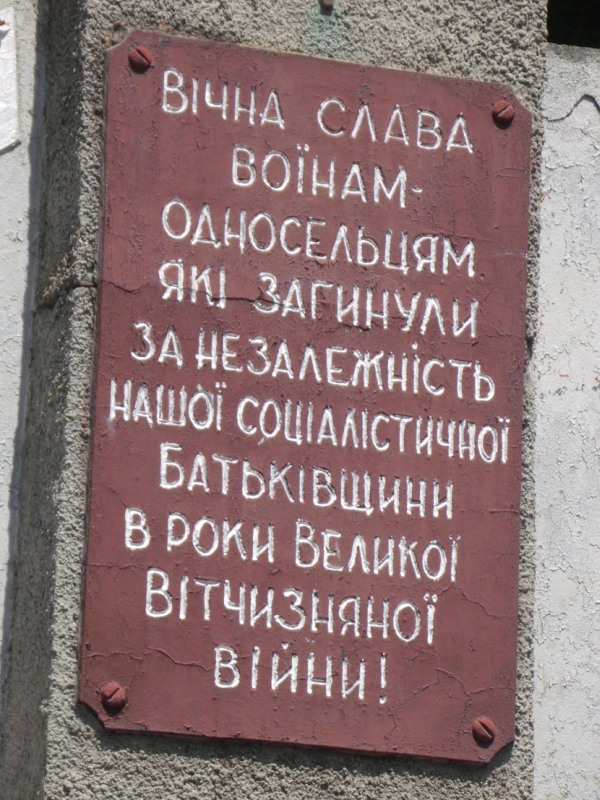 ВІЧНА СЛАВА
ВОЇНАМ-
ОДНОСЕЛЬЦЯМ
ЯКІ ЗАГИНУЛИ
ЗА НЕЗАЛЕЖНІСТЬ
НАШОЇ СОЦІАЛІСТИЧНОЇ
БАТЬКІВЩИНИ
В РОКИ ВЕЛИКОЇ
ВІТЧИЗНЯНОЇ
ВІЙНИ!